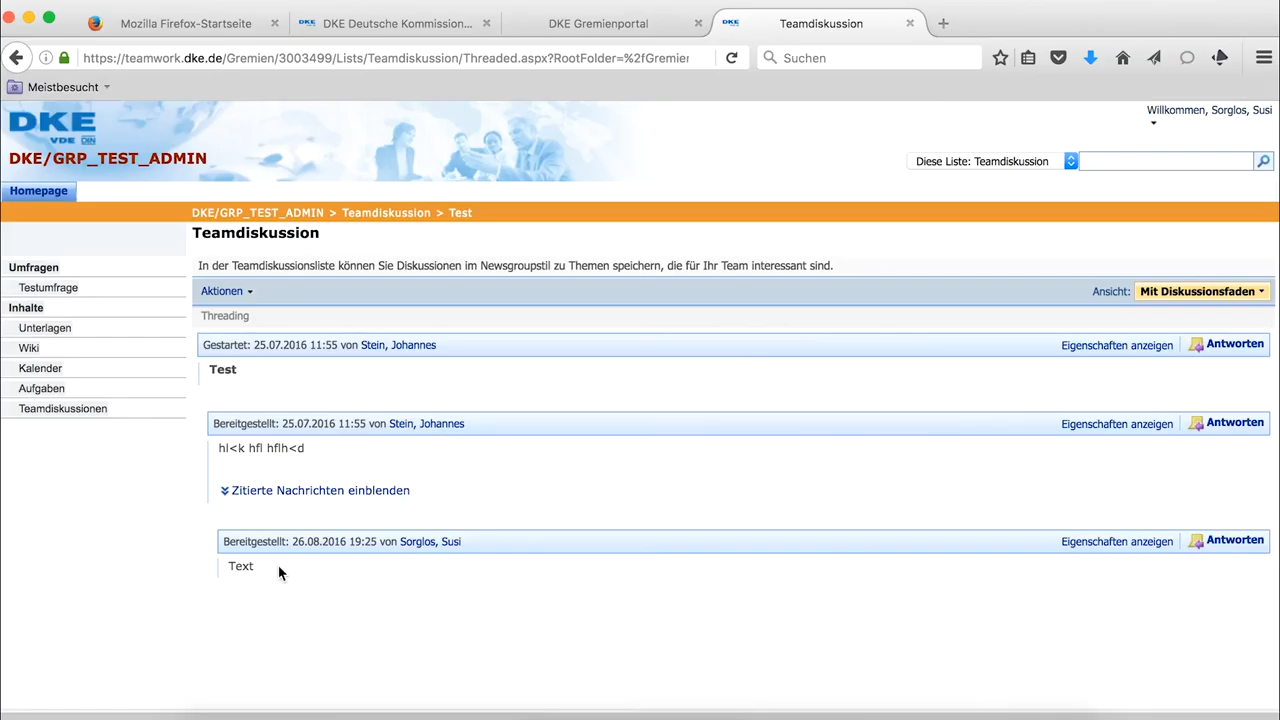 Mozilla Firefox-Startseite
DKE Deutsche Kommission...
DKE Gremienportal
Teamdiskussion
https://teamwork.dke.de/Gremien/3003499/Lists/Teamdiskussion/Threaded.aspx?RootFolder=%2fGremier
Suchen
Meistbesucht
DKE
VDE DIN
Willkommen, Sorglos, Susi
DKE/GRP_TEST_ADMIN
Diese Liste: Teamdiskussion
Homepage
DKE/GRP_TEST_ADMIN > Teamdiskussion > Test
Teamdiskussion
In der Teamdiskussionsliste können Sie Diskussionen im Newsgroupstil zu Themen speichern, die für Ihr Team interessant sind.
Umfragen
Testumfrage
Inhalte
Unterlagen
Wiki
Kalender
Aufgaben
Teamdiskussionen
Aktionen
Ansicht: Mit Diskussionsfaden
Threading
Gestartet: 25.07.2016 11:55 von Stein, Johannes
Eigenschaften anzeigen
Antworten
Test
Bereitgestellt: 25.07.2016 11:55 von Stein, Johannes
Eigenschaften anzeigen
Antworten
hl<k hfl hflh<d
Zitierte Nachrichten einblenden
Bereitgestellt: 26.08.2016 19:25 von Sorglos, Susi
Eigenschaften anzeigen
Antworten
Text